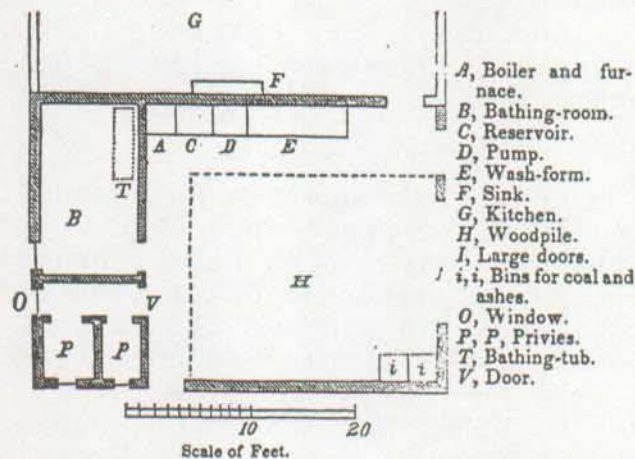 G
F
A C D E
T
B
H
O V
P P
i i
I
10 20
Scale of Feet.
A, Boiler and fur-
nace.
B, Bathing-room.
C, Reservoir.
D, Pump.
E, Wash-form.
F, Sink.
G, Kitchen.
H, Woodpile.
I, Large doors.
i, i, Bins for coal and
ashes.
O, Window.
P, P, Privies.
T, Bathing-tub.
V, Door.